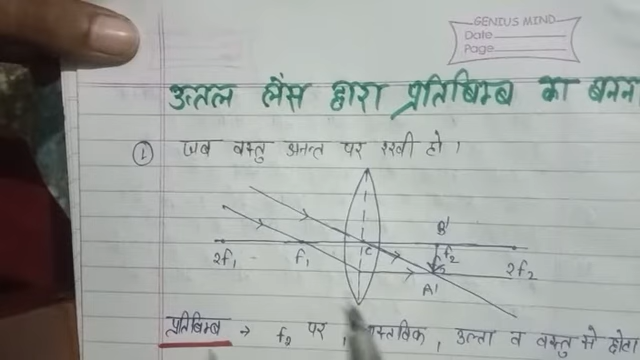 GENIUS MIND
Date
Page
उत्तल लेंस द्वारा प्रतिबिम्ब का बनना
① जब वस्तु अनन्त पर रखी हो।
B'
2f₁ f₁ C f₂ 2f₂
A'
प्रतिबिम्ब → f₂ पर, वास्तविक, उल्टा व वस्तु से छोटा